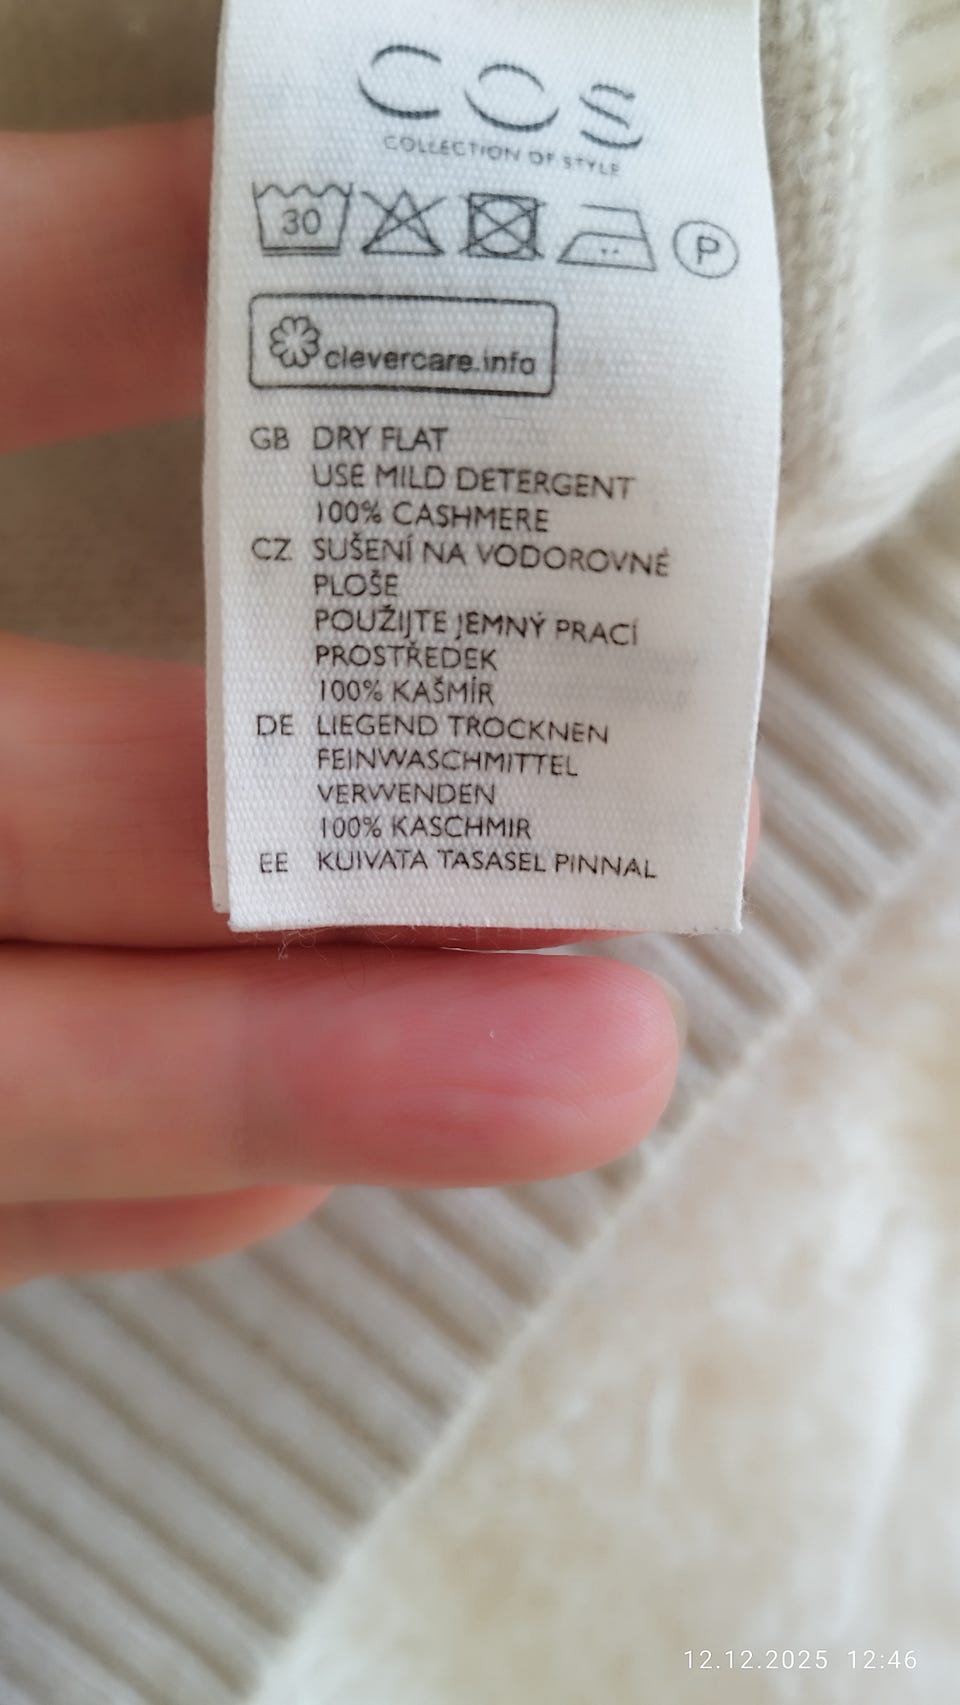 COS
COLLECTION OF STYLE
30 P
clevercare.info
GB DRY FLAT
USE MILD DETERGENT
100% CASHMERE
CZ SUŠENÍ NA VODOROVNÉ
PLOŠE
POUŽIJTE JEMNÝ PRACÍ
PROSTŘEDEK
100% KAŠMÍR
DE LIEGEND TROCKNEN
FEINWASCHMITTEL
VERWENDEN
100% KASCHMIR
EE KUIVATA TASASEL PINNAL
12.12.2025 12:46